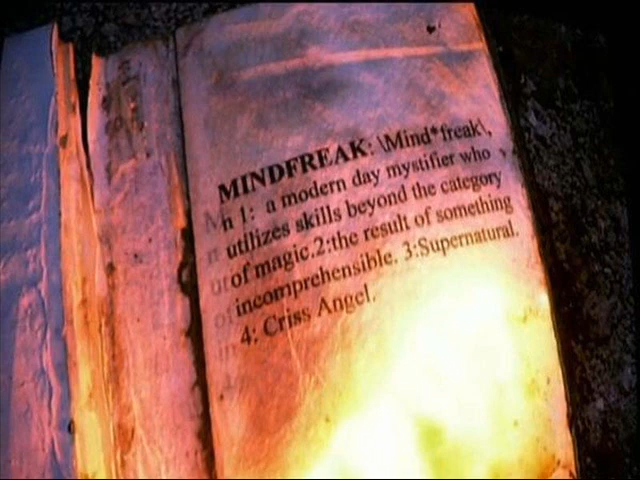 MINDFREAK: \Mind*freak\,
n 1: a modern day mystifier who
utilizes skills beyond the category
of magic.2:the result of something
incomprehensible. 3:Supernatural.
4: Criss Angel.